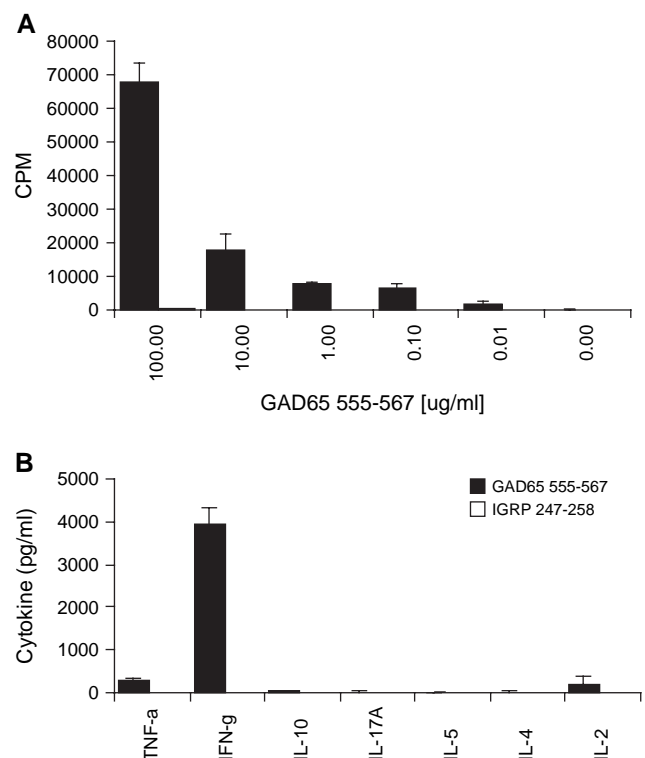 A
80000
70000
60000
50000
40000
30000
20000
10000
0
CPM
100.00
10.00
1.00
0.10
0.01
0.00
GAD65 555-567 [ug/ml]
B
5000
4000
3000
2000
1000
0
Cytokine (pg/ml)
GAD65 555-567
IGRP 247-258
TNF-a
IFN-g
IL-10
IL-17A
IL-5
IL-4
IL-2